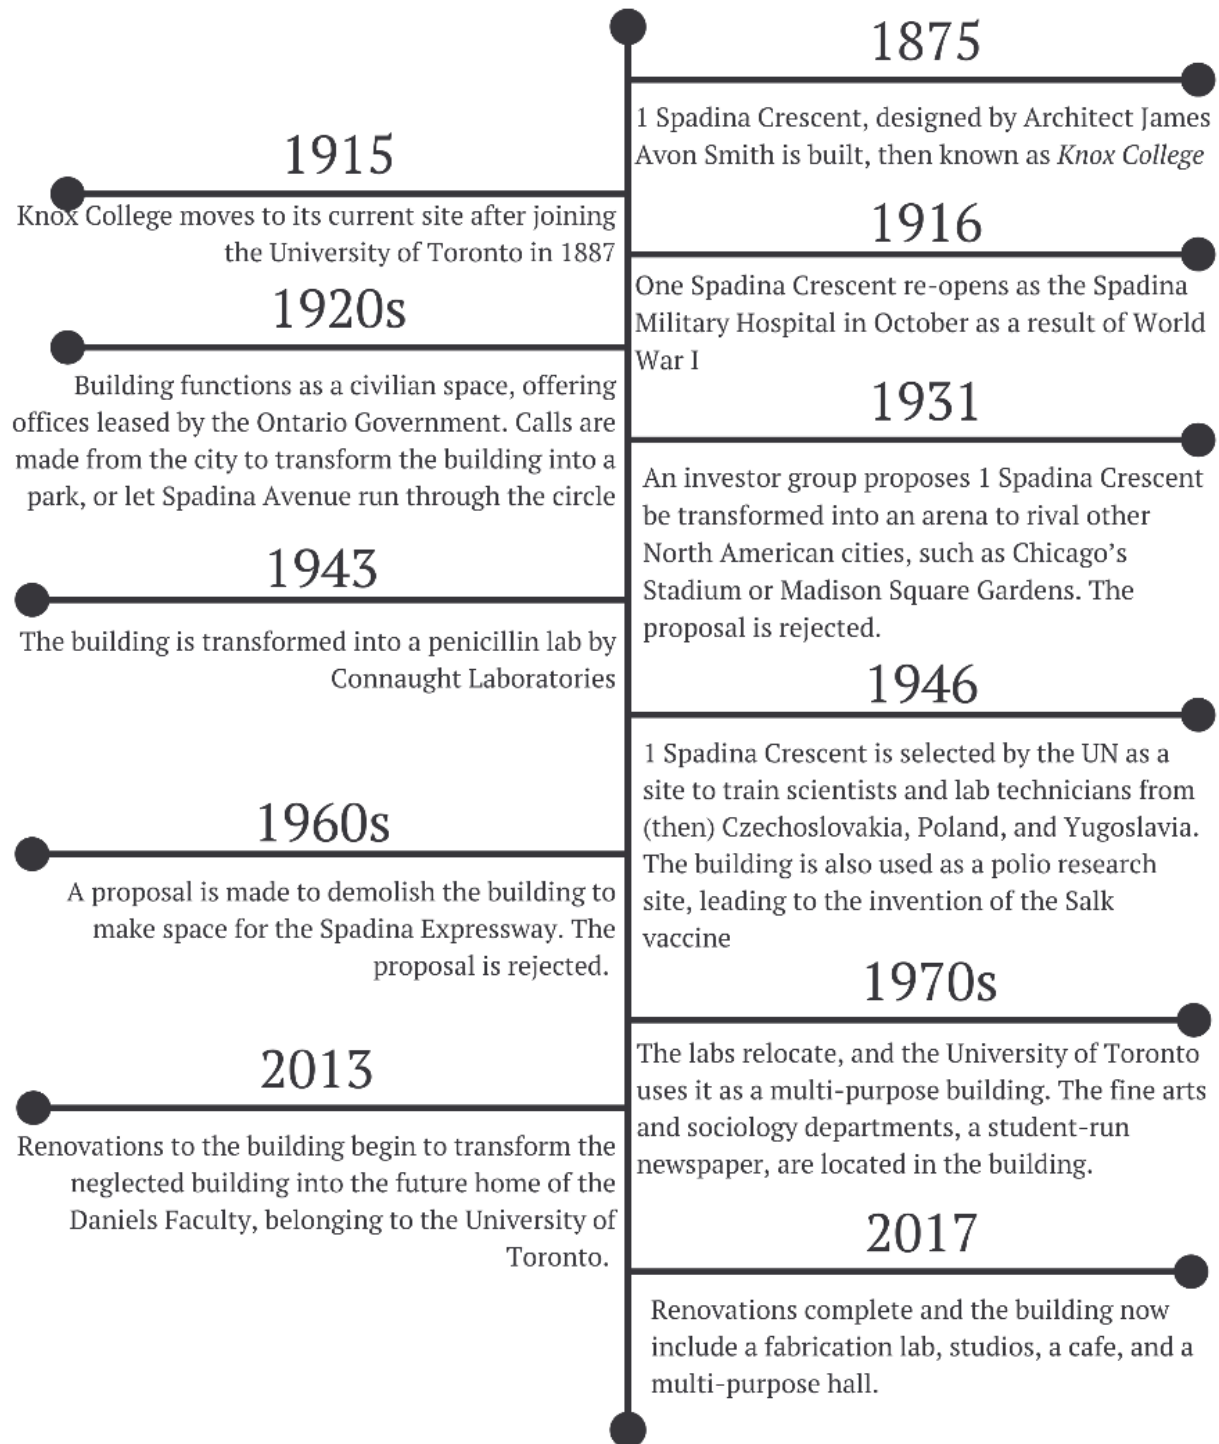 1875
1 Spadina Crescent, designed by Architect James
Avon Smith is built, then known as Knox College
1915
Knox College moves to its current site after joining
the University of Toronto in 1887
1916
One Spadina Crescent re-opens as the Spadina
Military Hospital in October as a result of World
War I
1920s
Building functions as a civilian space, offering
offices leased by the Ontario Government. Calls are
made from the city to transform the building into a
park, or let Spadina Avenue run through the circle
1931
An investor group proposes 1 Spadina Crescent
be transformed into an arena to rival other
North American cities, such as Chicago’s
Stadium or Madison Square Gardens. The
proposal is rejected.
1943
The building is transformed into a penicillin lab by
Connaught Laboratories
1946
1 Spadina Crescent is selected by the UN as a
site to train scientists and lab technicians from
(then) Czechoslovakia, Poland, and Yugoslavia.
The building is also used as a polio research
site, leading to the invention of the Salk
vaccine
1960s
A proposal is made to demolish the building to
make space for the Spadina Expressway. The
proposal is rejected.
1970s
The labs relocate, and the University of Toronto
uses it as a multi-purpose building. The fine arts
and sociology departments, a student-run
newspaper, are located in the building.
2013
Renovations to the building begin to transform the
neglected building into the future home of the
Daniels Faculty, belonging to the University of
Toronto.
2017
Renovations complete and the building now
include a fabrication lab, studios, a cafe, and a
multi-purpose hall.